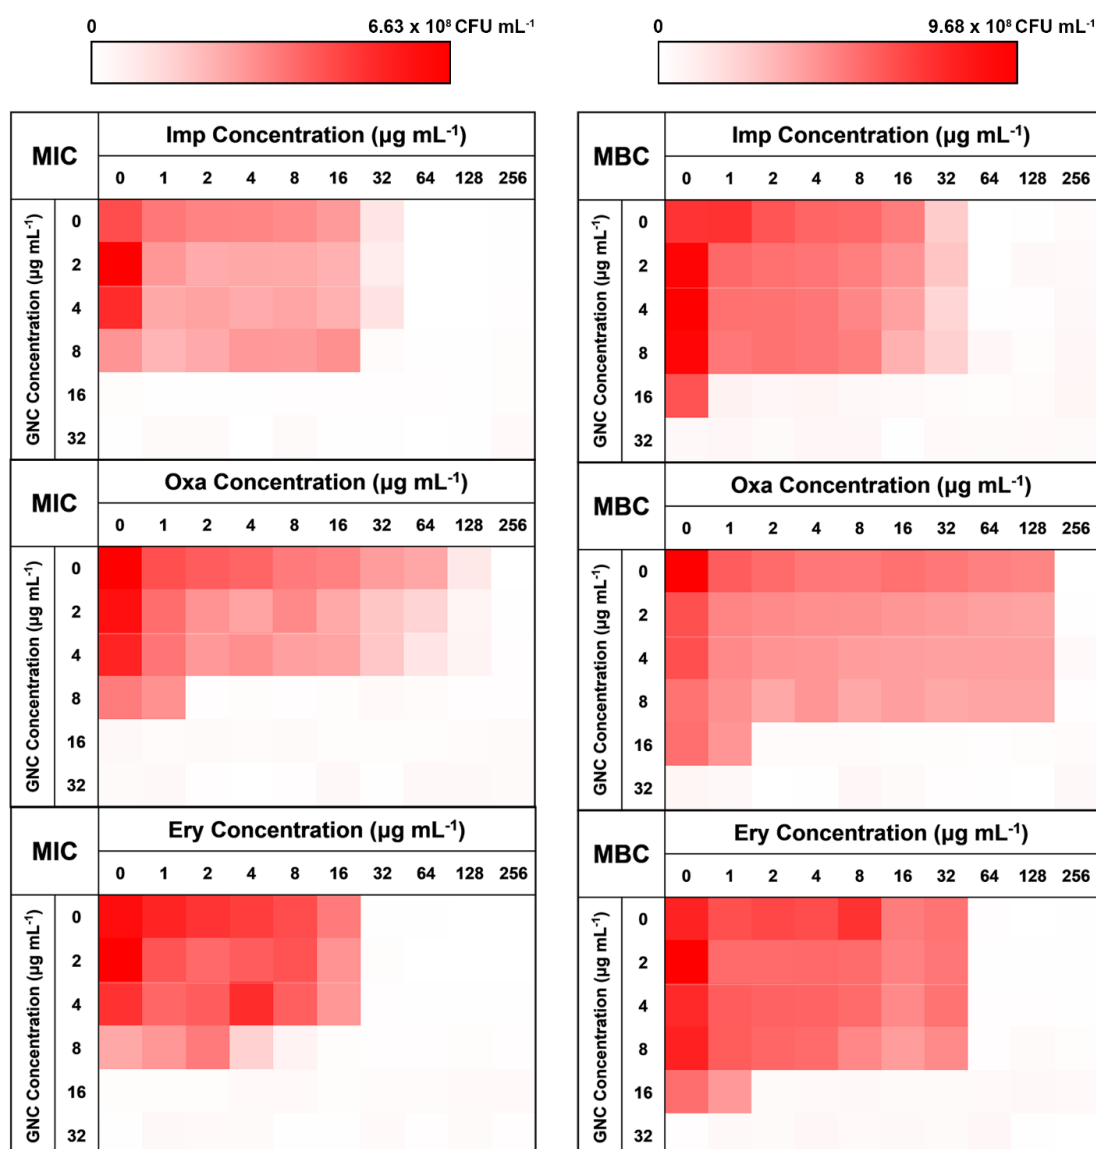 0 6.63 x 10⁸ CFU mL⁻¹
MIC Imp Concentration (µg mL⁻¹)
0 1 2 4 8 16 32 64 128 256
GNC Concentration (µg mL⁻¹)
0
2
4
8
16
32
MIC Oxa Concentration (µg mL⁻¹)
0 1 2 4 8 16 32 64 128 256
GNC Concentration (µg mL⁻¹)
0
2
4
8
16
32
MIC Ery Concentration (µg mL⁻¹)
0 1 2 4 8 16 32 64 128 256
GNC Concentration (µg mL⁻¹)
0
2
4
8
16
32
0 9.68 x 10⁸ CFU mL⁻¹
MBC Imp Concentration (µg mL⁻¹)
0 1 2 4 8 16 32 64 128 256
GNC Concentration (µg mL⁻¹)
0
2
4
8
16
32
MBC Oxa Concentration (µg mL⁻¹)
0 1 2 4 8 16 32 64 128 256
GNC Concentration (µg mL⁻¹)
0
2
4
8
16
32
MBC Ery Concentration (µg mL⁻¹)
0 1 2 4 8 16 32 64 128 256
GNC Concentration (µg mL⁻¹)
0
2
4
8
16
32